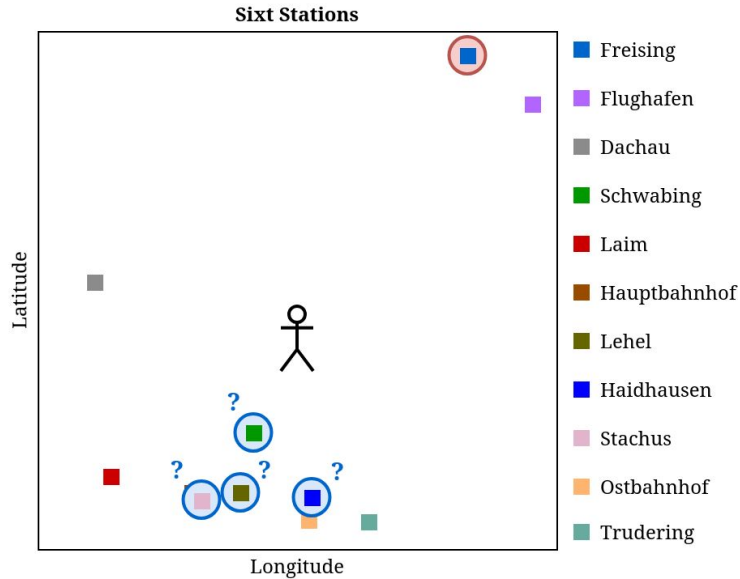 Sixt Stations
Freising
Flughafen
Dachau
Schwabing
Laim
Hauptbahnhof
Lehel
Haidhausen
Stachus
Ostbahnhof
Trudering
?
?
?
?
Latitude
Longitude